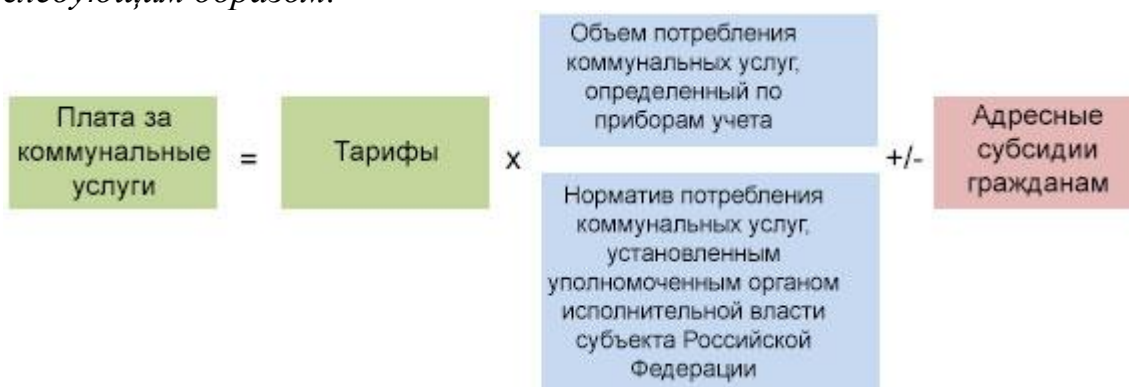 следующим образом:
Плата за
коммунальные
услуги
=
Тарифы
х
Объем потребления
коммунальных услуг,
определенный по
приборам учета
Норматив потребления
коммунальных услуг,
установленным
уполномоченным органом
исполнительной власти
субъекта Российской
Федерации
+/-
Адресные
субсидии
гражданам